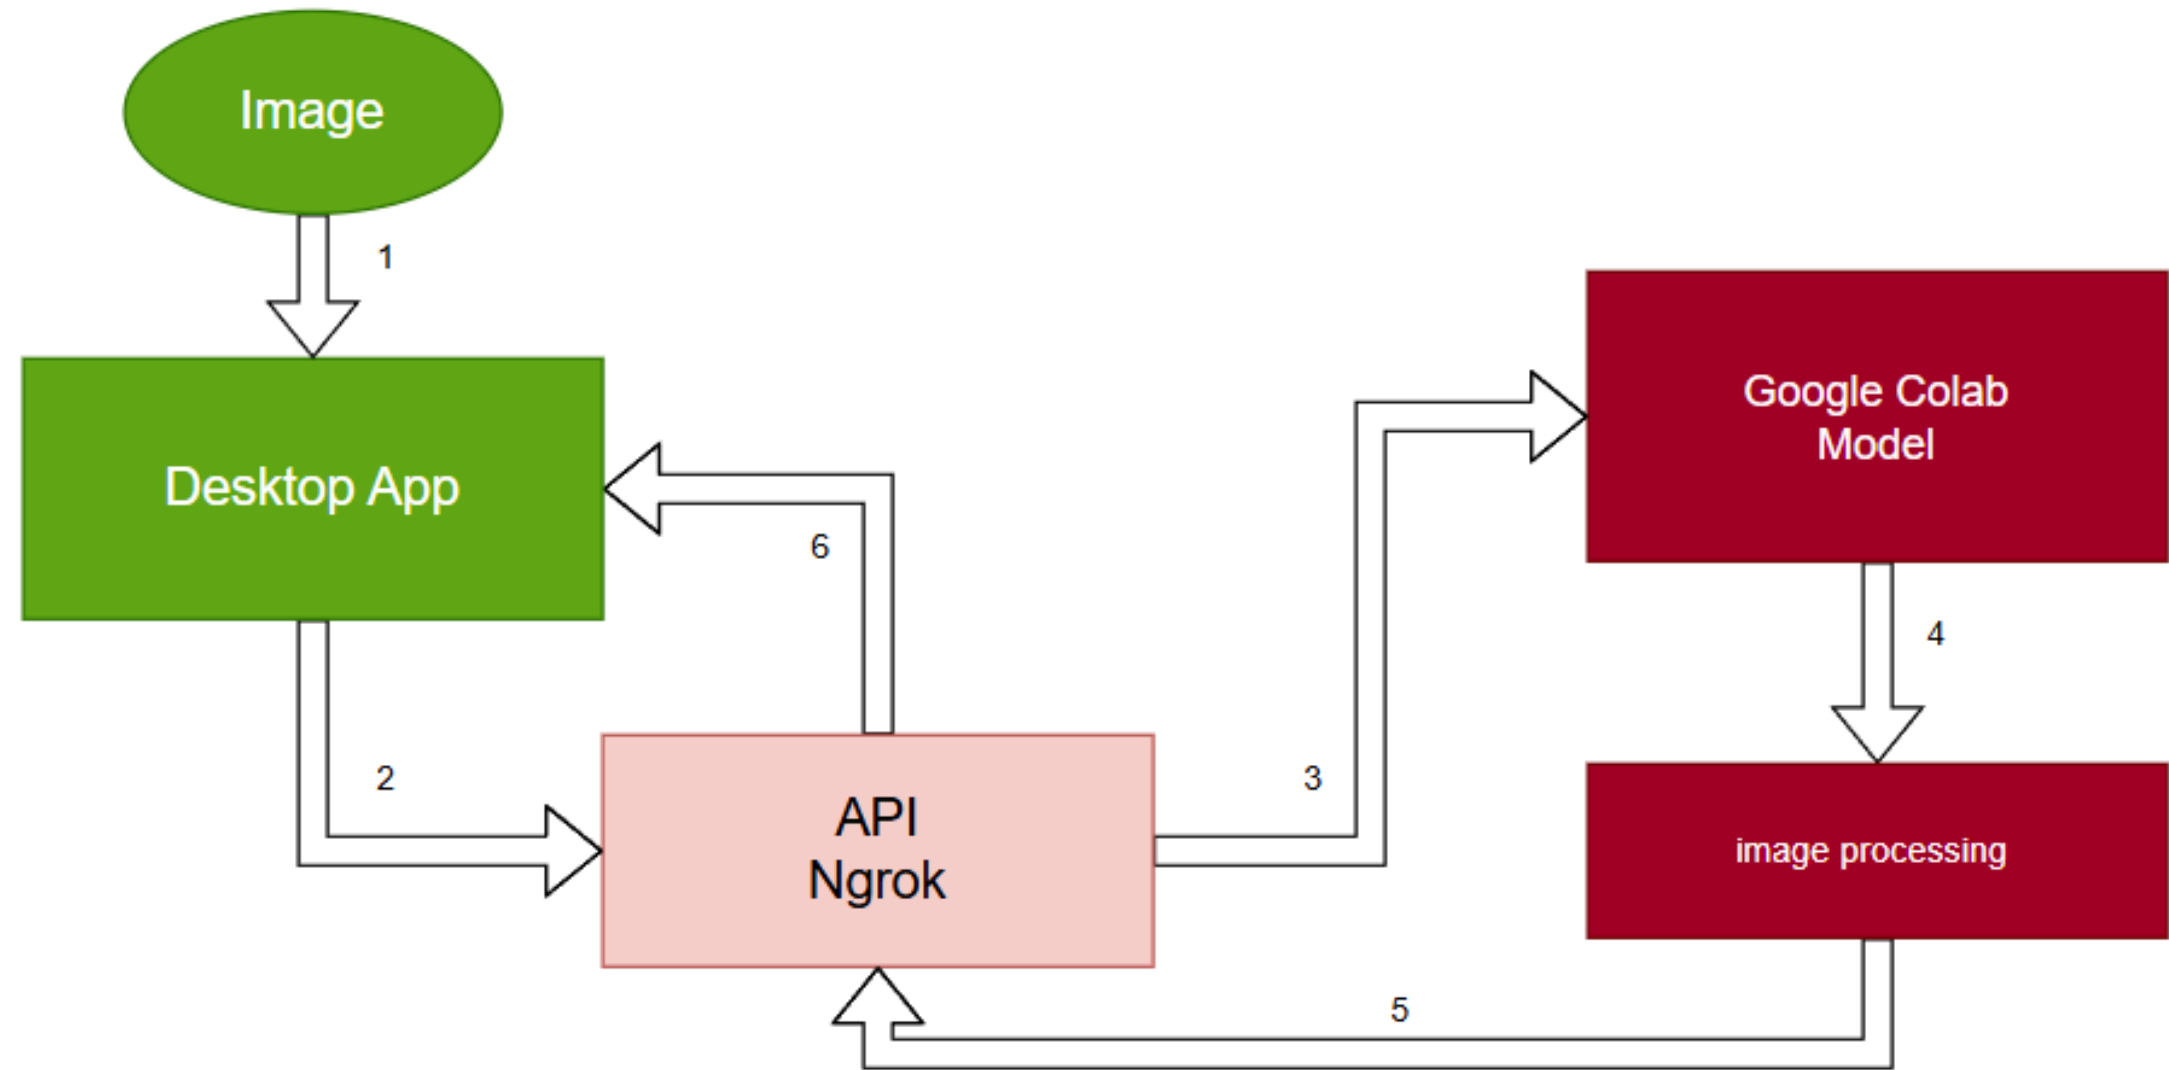 Image
1
Desktop App
6
2
API
Ngrok
3
Google Colab
Model
4
image processing
5